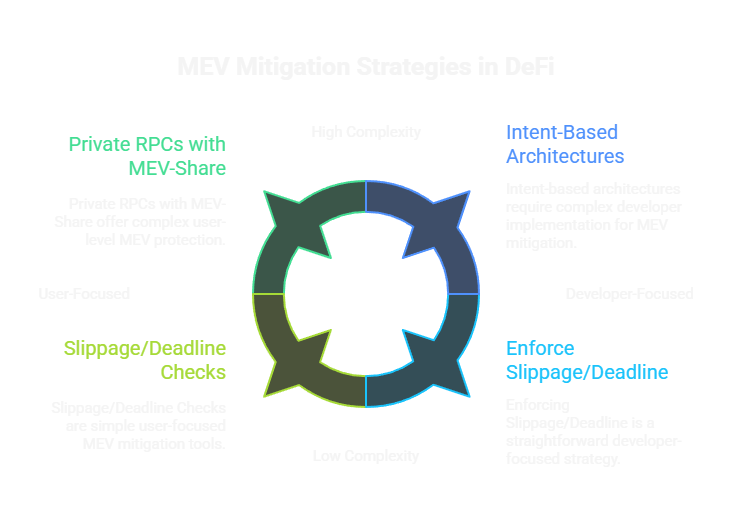 MEV Mitigation Strategies in DeFi
High Complexity
Private RPCs with
MEV-Share
Private RPCs with MEV-
Share offer complex user-
level MEV protection.
Intent-Based
Architectures
Intent-based architectures
require complex developer
implementation for MEV
mitigation.
User-Focused
Developer-Focused
Slippage/Deadline
Checks
Slippage/Deadline Checks
are simple user-focused
MEV mitigation tools.
Enforce
Slippage/Deadline
Enforcing
Slippage/Deadline is a
straightforward developer-
focused strategy.
Low Complexity